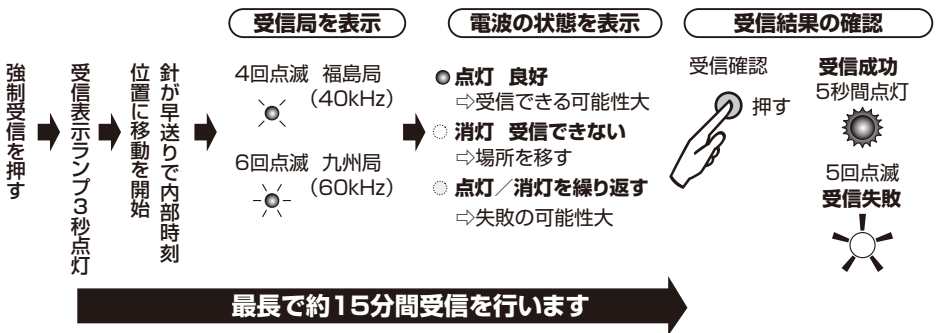 強制受信を押す
受信表示ランプ3秒点灯
針が早送りで内部時刻
位置に移動を開始
受信局を表示
4回点滅 福島局
(40kHz)
6回点滅 九州局
(60kHz)
電波の状態を表示
点灯 良好
⇨受信できる可能性大
消灯 受信できない
⇨場所を移す
点灯/消灯を繰り返す
⇨失敗の可能性大
受信結果の確認
受信確認
押す
受信成功
5秒間点灯
5回点滅
受信失敗
最長で約15分間受信を行います